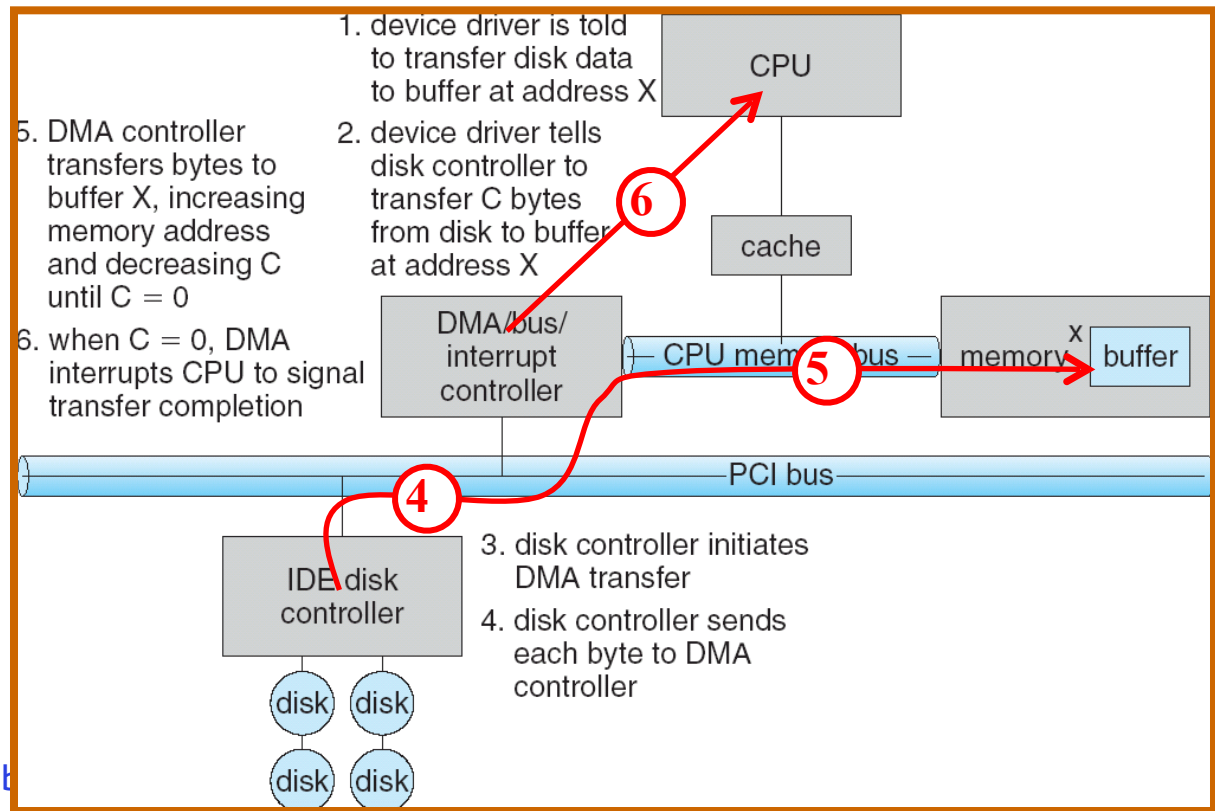 1. device driver is told
to transfer disk data
to buffer at address X
2. device driver tells
disk controller to
transfer C bytes
from disk to buffer
at address X
5. DMA controller
transfers bytes to
buffer X, increasing
memory address
and decreasing C
until C = 0
6. when C = 0, DMA
interrupts CPU to signal
transfer completion
CPU
6
cache
DMA/bus/
interrupt
controller
CPU memory bus
5
memory
x
buffer
PCI bus
4
IDE disk
controller
3. disk controller initiates
DMA transfer
4. disk controller sends
each byte to DMA
controller
disk disk
disk disk